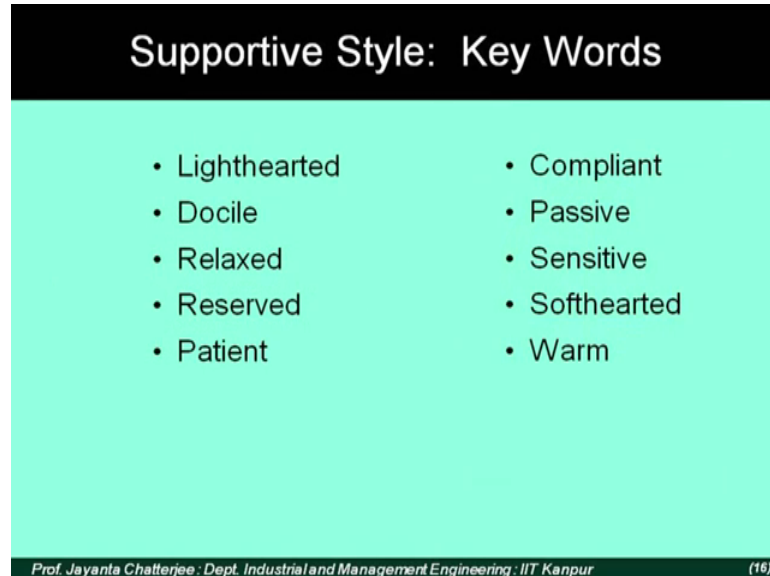 Supportive Style: Key Words
• Lighthearted
• Docile
• Relaxed
• Reserved
• Patient
• Compliant
• Passive
• Sensitive
• Softhearted
• Warm
Prof. Jayanta Chatterjee : Dept. Industrial and Management Engineering : IIT Kanpur (16)